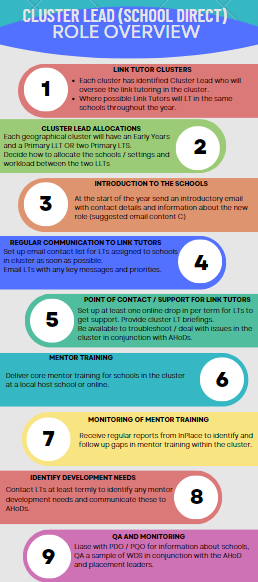 CLUSTER LEAD (SCHOOL DIRECT)
ROLE OVERVIEW
LINK TUTOR CLUSTERS
1
• Each cluster has identified Cluster Lead who will
oversee the link tutoring in the cluster.
• Where possible Link Tutors will LT in the same
schools throughout the year.
CLUSTER LEAD ALLOCATIONS
Each geographical cluster will have an Early Years
and a Primary LLT OR two Primary LTS.
Decide how to allocate the schools / settings and
workload between the two LLTs
2
INTRODUCTION TO THE SCHOOLS
3
At the start of the year send an introductory email
with contact details and information about the new
role (suggested email content C)
REGULAR COMMUNICATION TO LINK TUTORS
Set up email contact list for LTs assigned to schools
in cluster as soon as possible.
Email LTs with any key messages and priorities.
4
POINT OF CONTACT / SUPPORT FOR LINK TUTORS
5
Set up at least one online drop in per term for LTs to
get support. Provide cluster LT briefings.
Be available to troubleshoot / deal with issues in the
cluster in conjunction with AHoDs.
MENTOR TRAINING
Deliver core mentor training for schools in the cluster
at a local host school or online.
6
MONITORING OF MENTOR TRAINING
7
Receive regular reports from InPlace to identify and
follow up gaps in mentor training within the cluster.
IDENTIFY DEVELOPMENT NEEDS
Contact LTs at least termly to identify any mentor
development needs and communicate these to
AHoDs.
8
QA AND MONITORING
9
Liase with PDO / PQO for information about schools,
QA a sample of WDS in conjunction with the AHoD
and placement leaders.